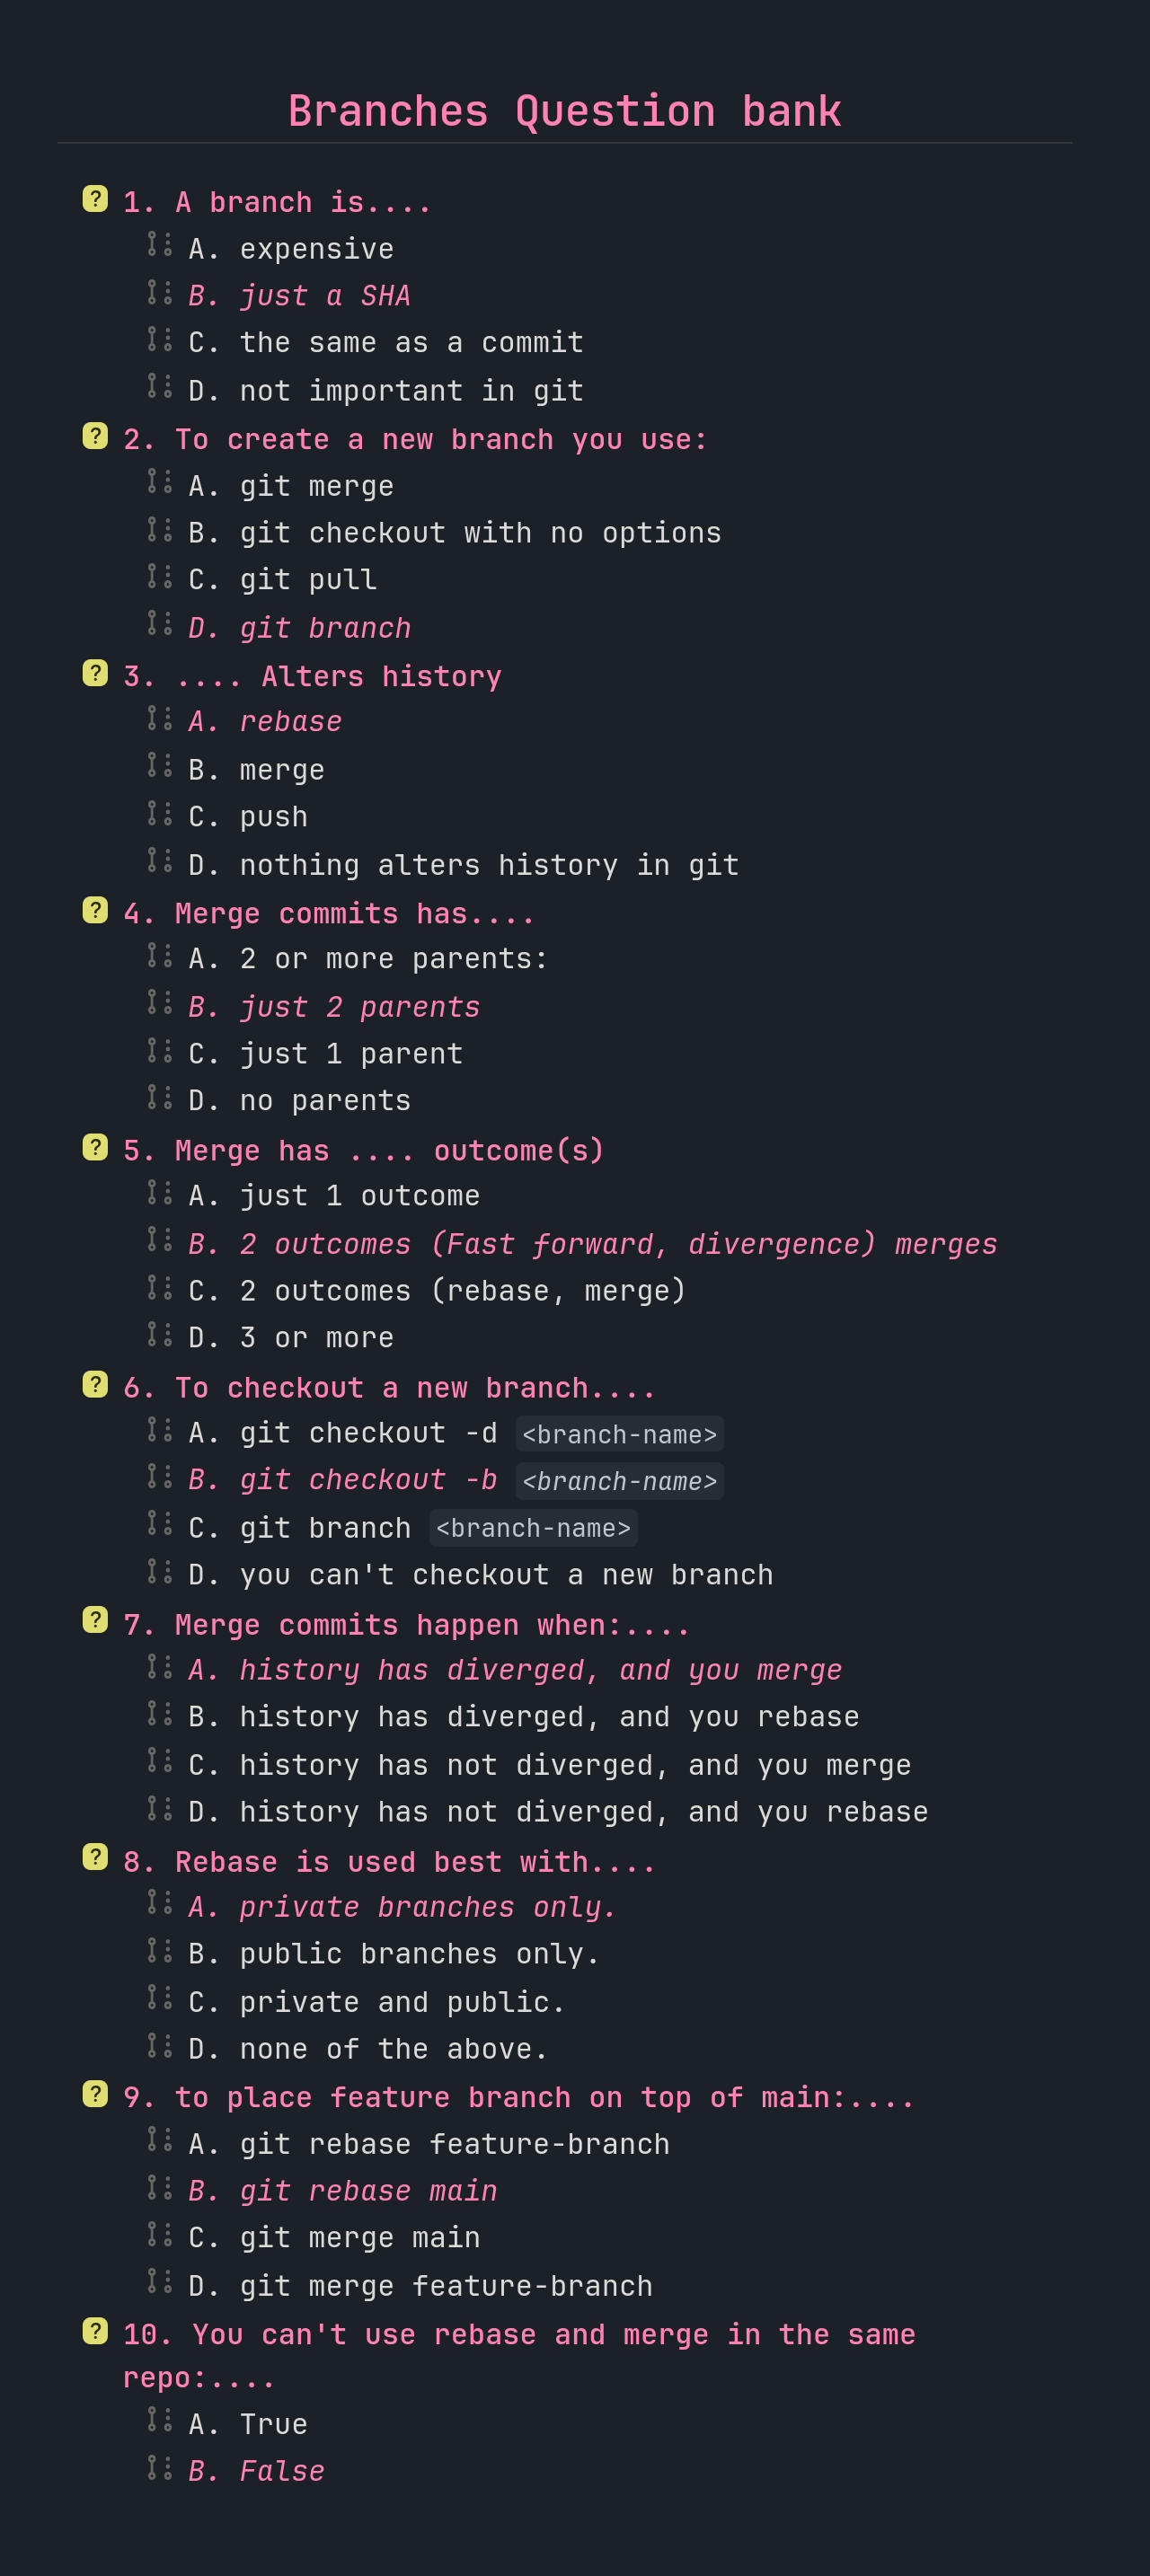 Branches Question bank
? 1. A branch is....
A. expensive
B. just a SHA
C. the same as a commit
D. not important in git
? 2. To create a new branch you use:
A. git merge
B. git checkout with no options
C. git pull
D. git branch
? 3. .... Alters history
A. rebase
B. merge
C. push
D. nothing alters history in git
? 4. Merge commits has....
A. 2 or more parents:
B. just 2 parents
C. just 1 parent
D. no parents
? 5. Merge has .... outcome(s)
A. just 1 outcome
B. 2 outcomes (Fast forward, divergence) merges
C. 2 outcomes (rebase, merge)
D. 3 or more
? 6. To checkout a new branch....
A. git checkout -d <branch-name>
B. git checkout -b <branch-name>
C. git branch <branch-name>
D. you can't checkout a new branch
? 7. Merge commits happen when:....
A. history has diverged, and you merge
B. history has diverged, and you rebase
C. history has not diverged, and you merge
D. history has not diverged, and you rebase
? 8. Rebase is used best with....
A. private branches only.
B. public branches only.
C. private and public.
D. none of the above.
? 9. to place feature branch on top of main:....
A. git rebase feature-branch
B. git rebase main
C. git merge main
D. git merge feature-branch
? 10. You can't use rebase and merge in the same
repo:....
A. True
B. False